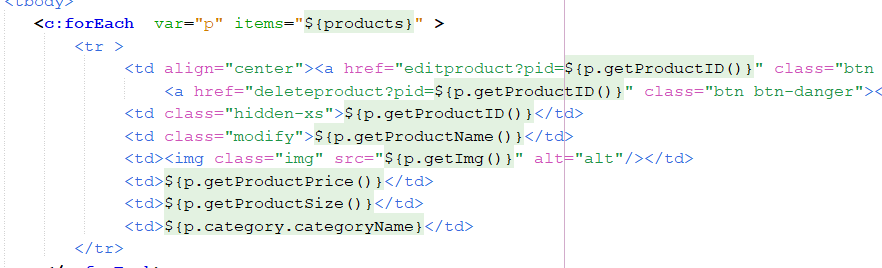 <tbody>
<c:forEach  var="p" items="${products}" >
<tr >
<td align="center"><a href="editproduct?pid=${p.getProductID()}" class="btn
<a href="deleteproduct?pid=${p.getProductID()}" class="btn btn-danger"><
<td class="hidden-xs">${p.getProductID()}</td>
<td class="modify">${p.getProductName()}</td>
<td><img class="img" src="${p.getImg()}" alt="alt"/></td>
<td>${p.getProductPrice()}</td>
<td>${p.getProductSize()}</td>
<td>${p.category.categoryName}</td>
</tr>